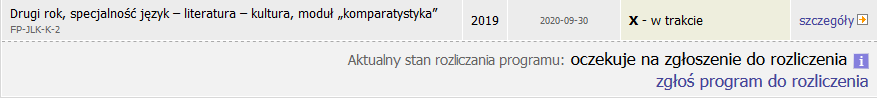 Drugi rok, specjalność język – literatura – kultura, moduł „komparatystyka” 2019 2020-09-30 X - w trakcie szczegóły
FP-JLK-K-2
Aktualny stan rozliczania programu: oczekuje na zgłoszenie do rozliczenia i
zgłoś program do rozliczenia